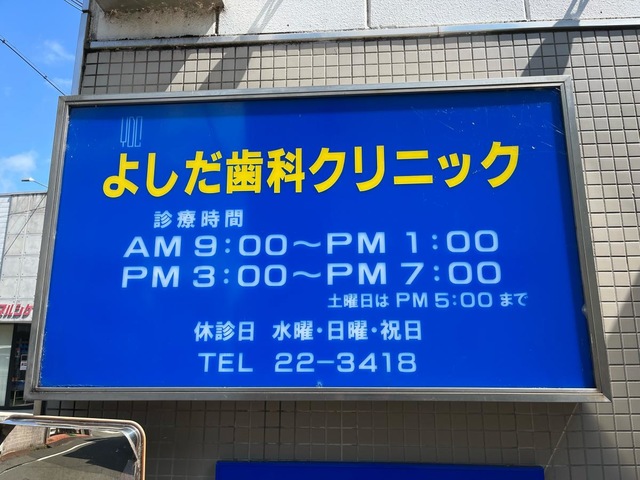 YDC
よしだ歯科クリニック
診療時間
AM 9:00〜PM 1:00
PM 3:00〜PM 7:00
土曜日は PM 5:00 まで
休診日 水曜・日曜・祝日
TEL 22-3418